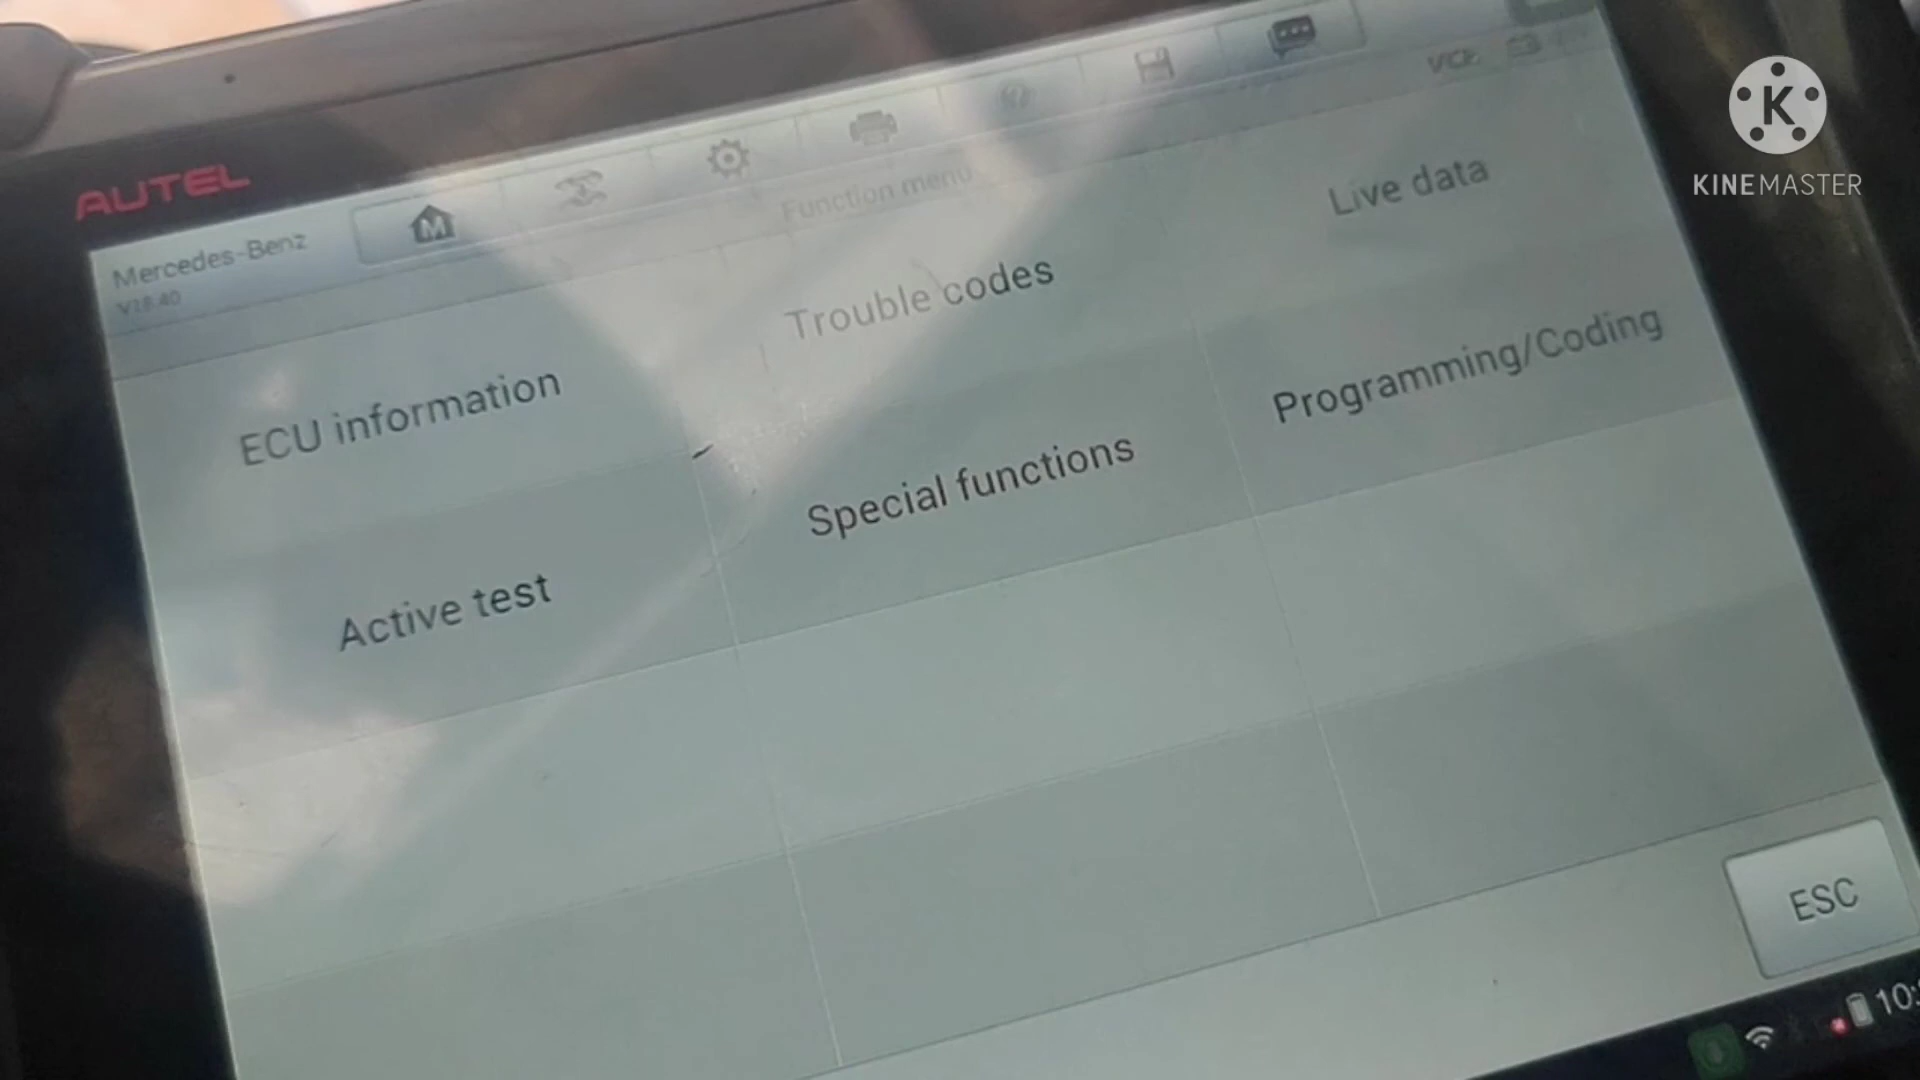 AUTEL
Mercedes-Benz
Function menu
VCI
ECU information
Trouble codes
Live data
Active test
Special functions
Programming/Coding
ESC
K
KINEMASTER